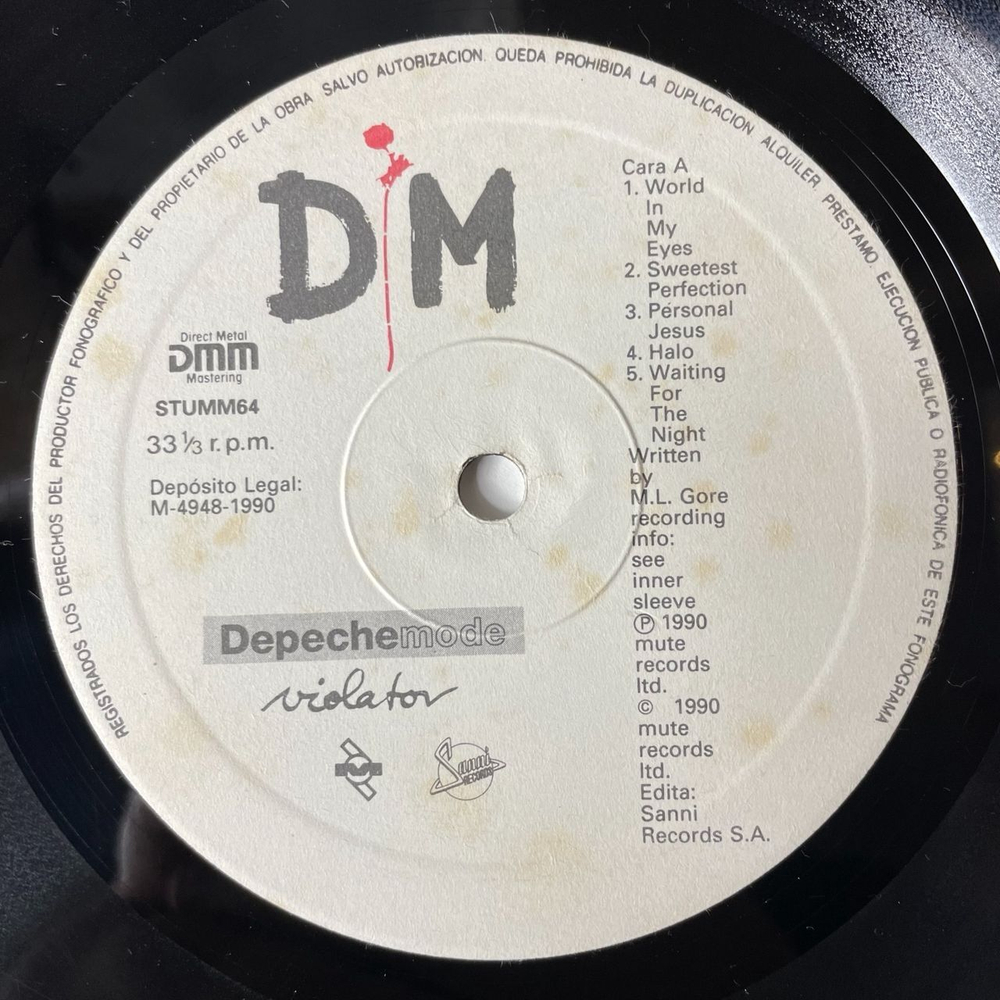 REGISTRADOS LOS DERECHOS DEL PRODUCTOR FONOGRAFICO Y DEL PROPIETARIO DE LA OBRA SALVO AUTORIZACION. QUEDA PROHIBIDA LA DUPLICACION ALQUILER, PRESTAMO, EJECUCION PUBLICA O RADIOFONICA DE ESTE FONOGRAMA
DM
Direct Metal
DMM
Mastering
STUMM64
33 1/3 r.p.m.
Depósito Legal:
M-4948-1990
Depeche mode
violator
Sanni
RECORDS
Cara A
1. World
In
My
Eyes
2. Sweetest
Perfection
3. Personal
Jesus
4. Halo
5. Waiting
For
The
Night
Written
by
M.L. Gore
recording
info:
see
inner
sleeve
Ⓟ 1990
mute
records
ltd.
© 1990
mute
records
ltd.
Edita:
Sanni
Records S.A.